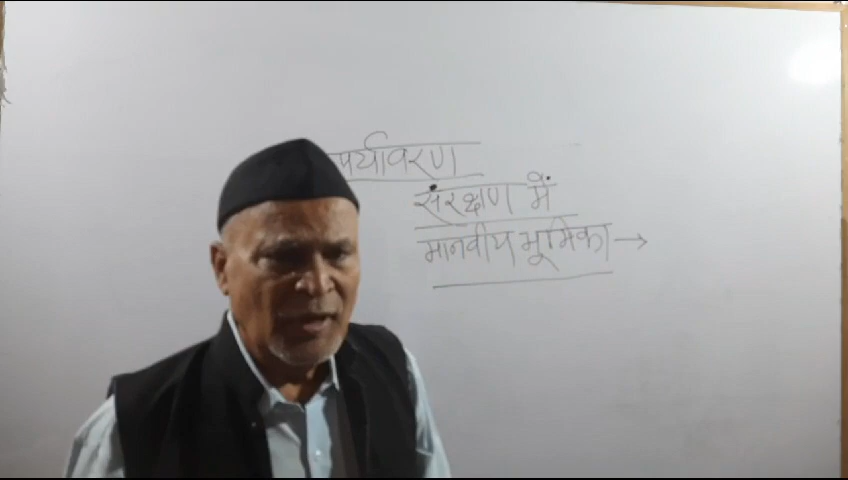 पर्यावरण
संरक्षण में
मानवीय भूमिका →